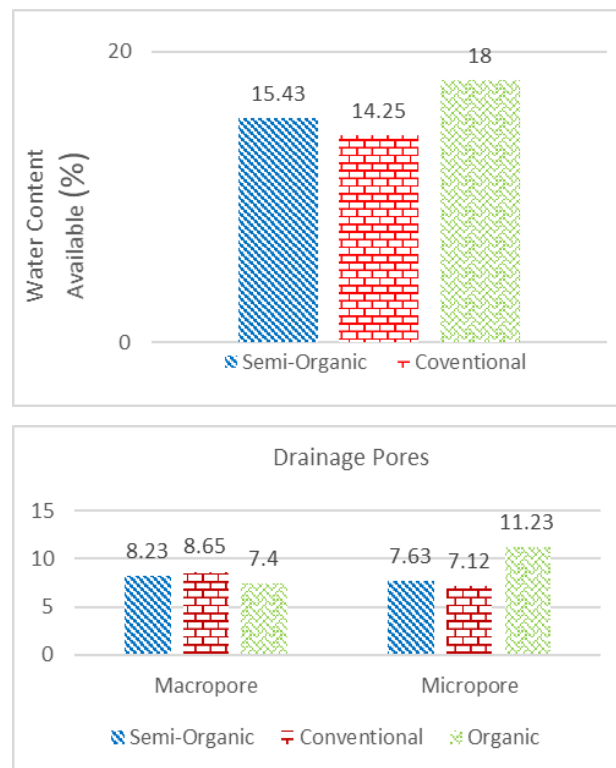 20
18
15.43
14.25
Water Content
Available (%)
0
Semi-Organic Coventional
Drainage Pores
15
11.23
10
8.23 8.65 7.4
7.63 7.12
5
0
Macropore Micropore
Semi-Organic Conventional Organic